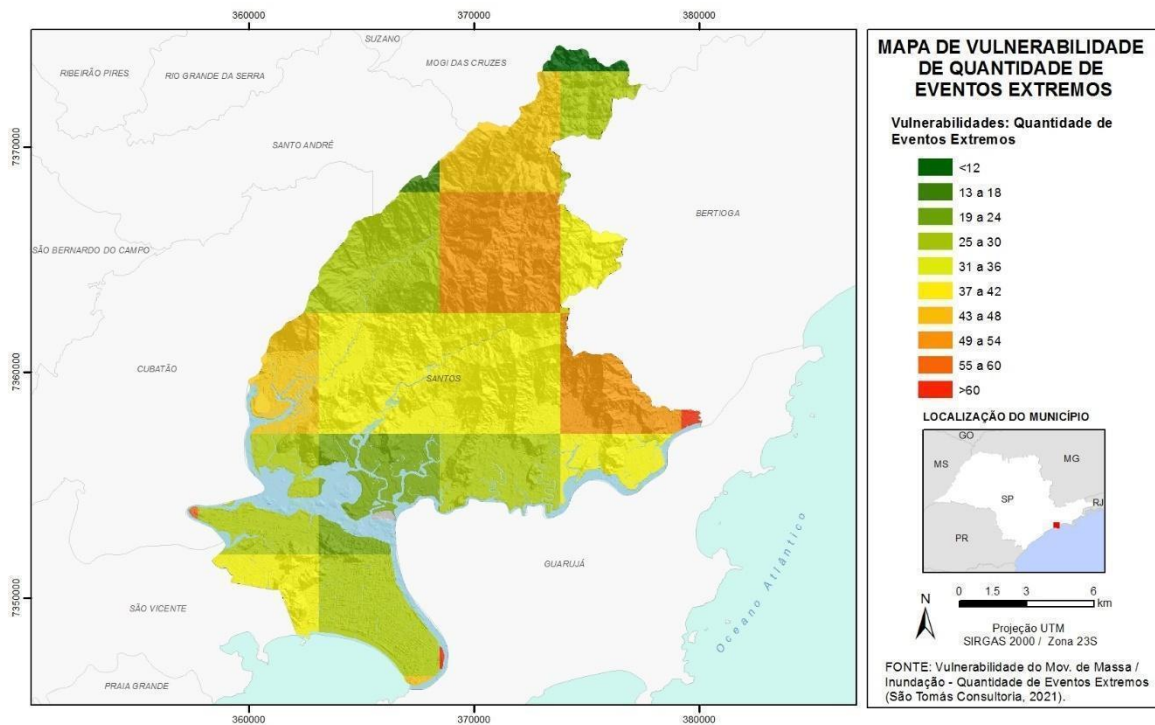 360000
370000
380000
SUZANO
MOGI DAS CRUZES
RIBEIRÃO PIRES
RIO GRANDE DA SERRA
7370000
SANTO ANDRÉ
BERTIOGA
SÃO BERNARDO DO CAMPO
CUBATÃO
7360000
SANTOS
GUARUJÁ
Oceano Atlântico
7350000
SÃO VICENTE
PRAIA GRANDE
360000
370000
380000
MAPA DE VULNERABILIDADE
DE QUANTIDADE DE
EVENTOS EXTREMOS
Vulnerabilidades: Quantidade de
Eventos Extremos
<12
13 a 18
19 a 24
25 a 30
31 a 36
37 a 42
43 a 48
49 a 54
55 a 60
>60
LOCALIZAÇÃO DO MUNICÍPIO
GO
MS
MG
SP
RJ
PR
N
0 1.5 3 6
km
Projeção UTM
SIRGAS 2000 / Zona 23S
FONTE: Vulnerabilidade do Mov. de Massa /
Inundação - Quantidade de Eventos Extremos
(São Tomás Consultoria, 2021).